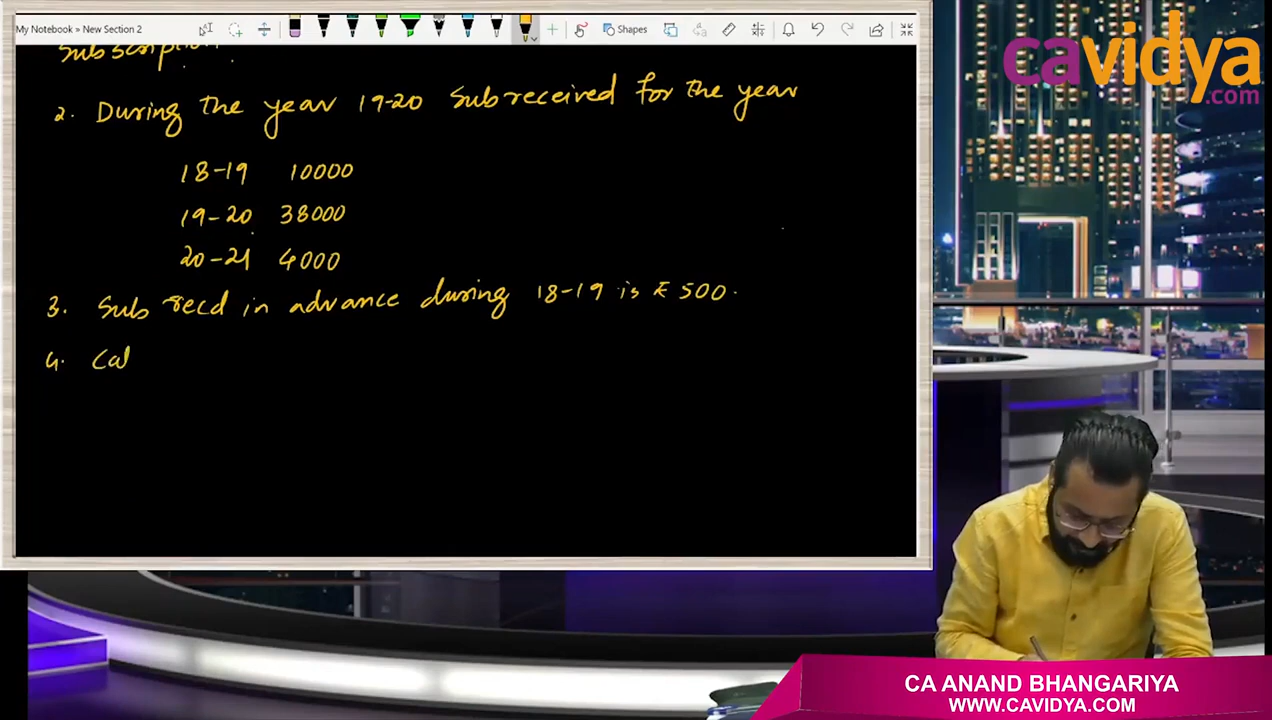 My Notebook » New Section 2
Shapes
Subscription
2. During the year 19-20 Sub received for the year
18-19 10000
19-20 38000
20-21 4000
3. Sub recd in advance during 18-19 is ₹ 500.
4. Cal
cavidya
.com
CA ANAND BHANGARIYA
WWW.CAVIDYA.COM